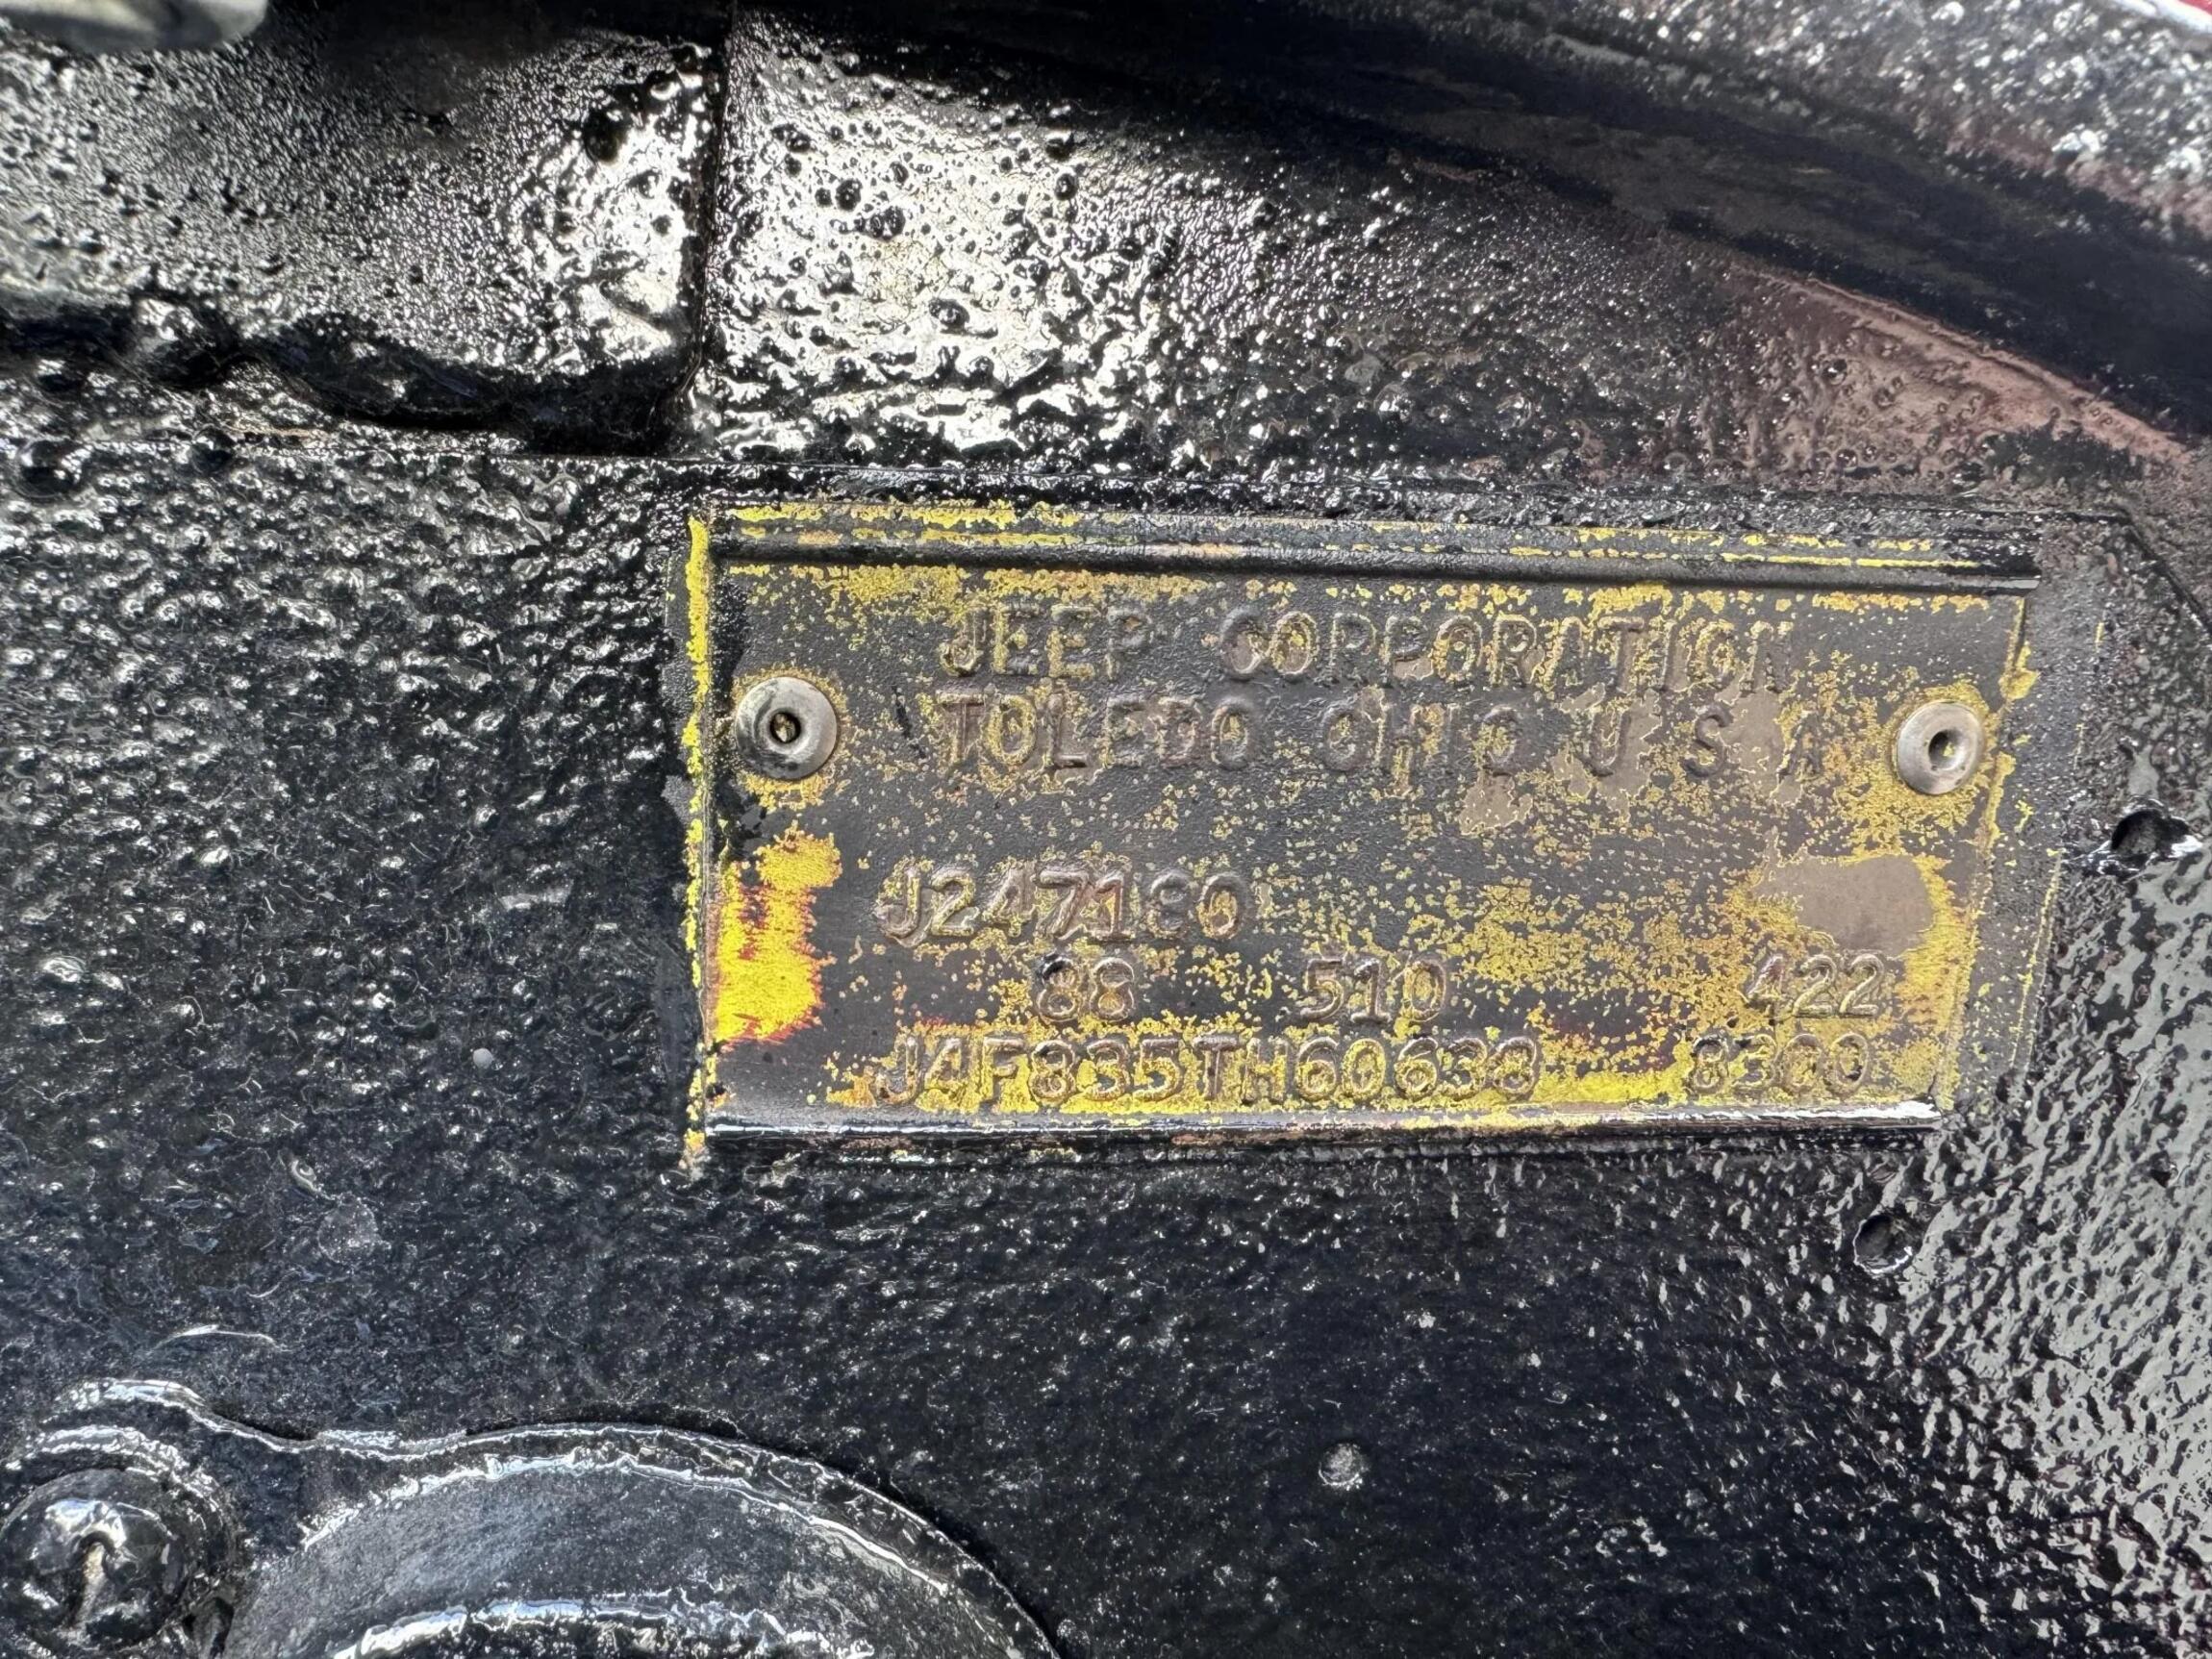 JEEP CORPORATION
TOLEDO OHIO U S A
J247180
88 510 422
J4F835TH60638 8300